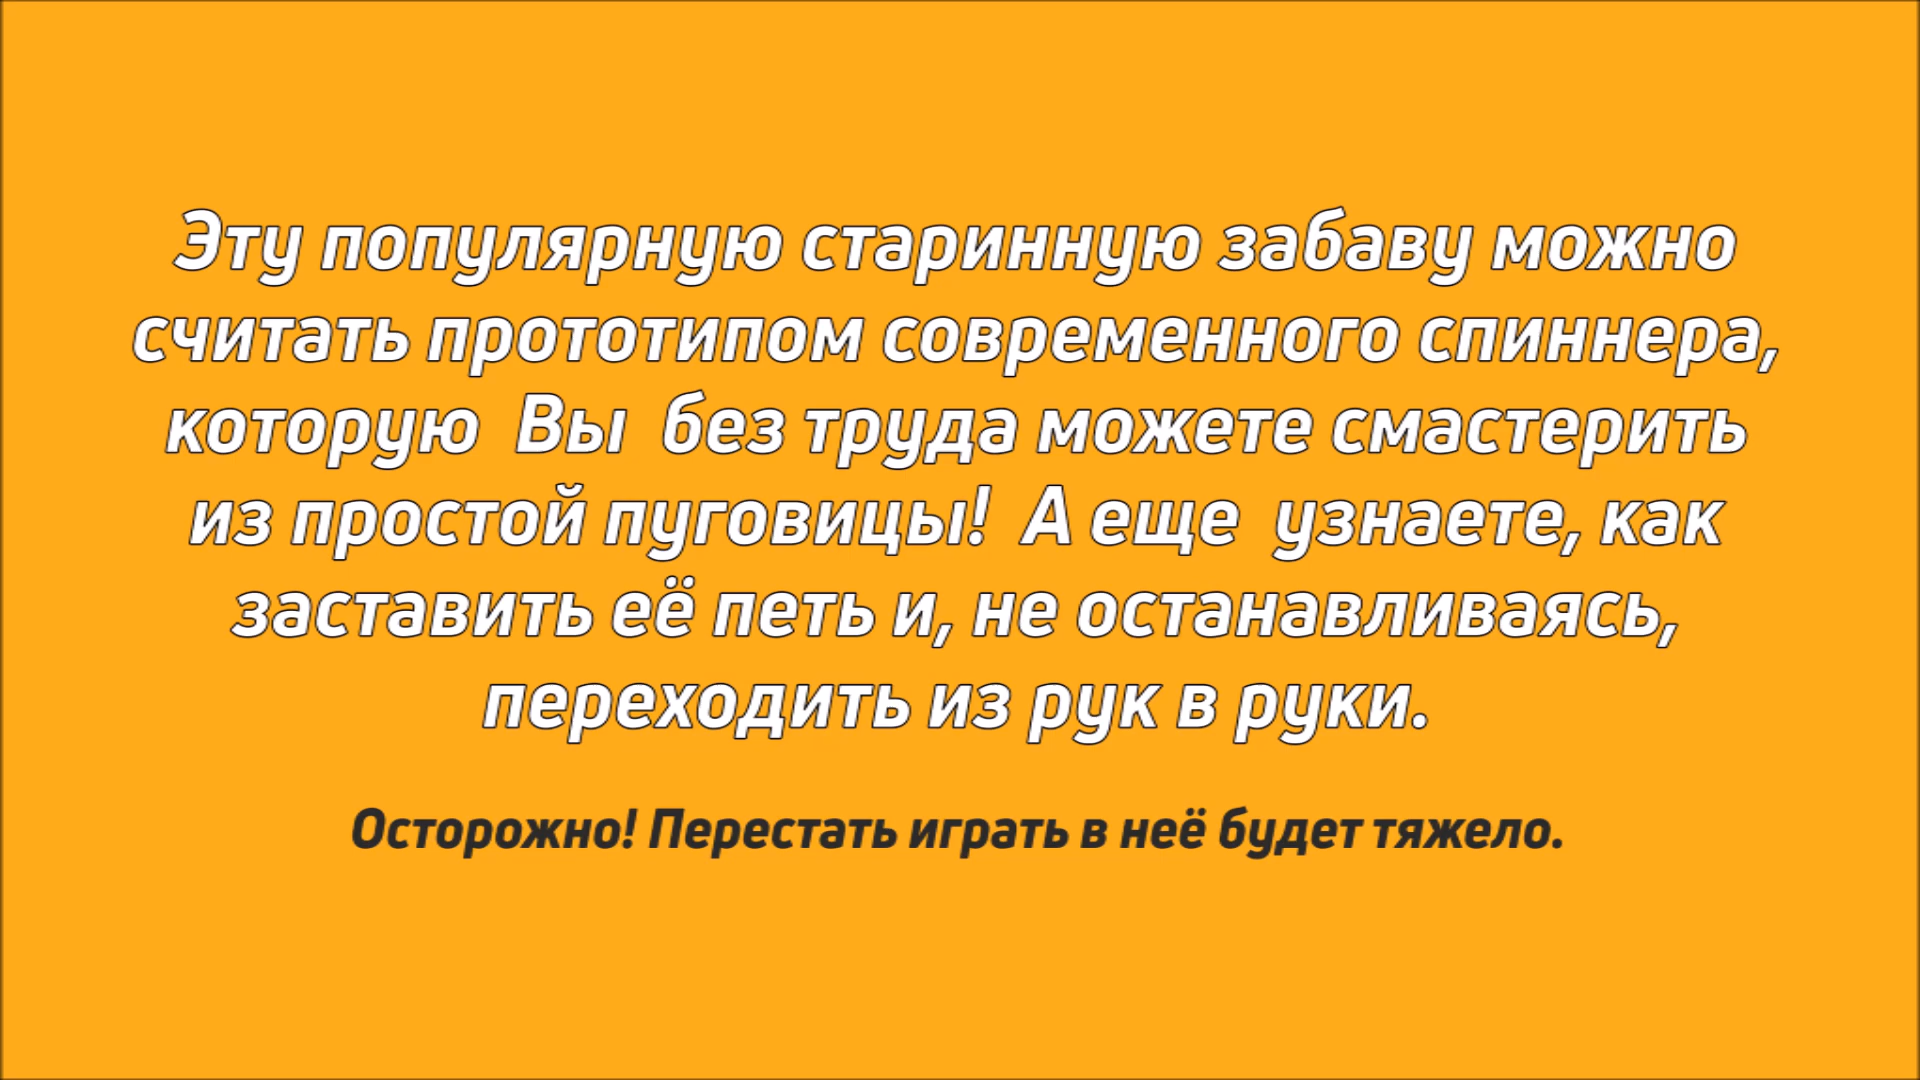 Эту популярную старинную забаву можно
считать прототипом современного спиннера,
которую Вы без труда можете смастерить
из простой пуговицы! А еще узнаете, как
заставить её петь и, не останавливаясь,
переходить из рук в руки.
Осторожно! Перестать играть в неё будет тяжело.